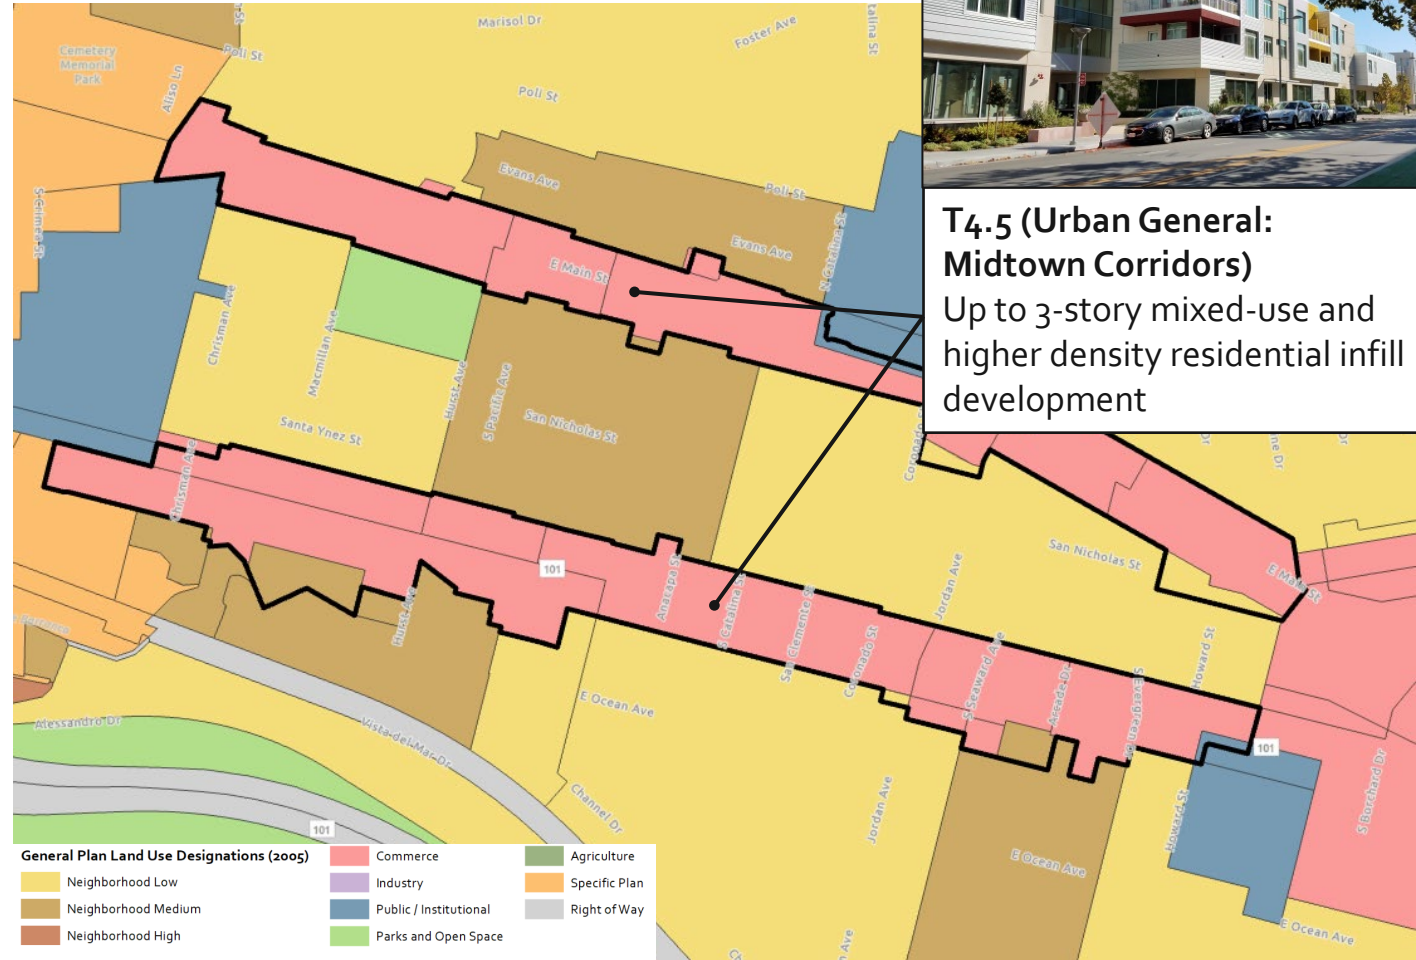 Marisol Dr
Foster Ave
talina St
Cemetery
Memorial
Park
Poli St
Aliso Ln
Poli St
Evans Ave
Poli St
S Crimea St
Evans Ave
N Catalina St
E Main St
T4.5 (Urban General:
Midtown Corridors)
Up to 3-story mixed-use and
higher density residential infill
development
Chrisman Ave
Macmillan Ave
Hurst Ave
S Pacific Ave
San Nicholas St
Santa Ynez St
Chrisman Ave
San Nicholas St
E Main St
101
Anacapa St
S Catalina St
San Clemente St
Jordan Ave
Hurst Ave
Coronado St
S Seaward Ave
Arcade Dr
S Evergreen Dr
Howard St
E Ocean Ave
Alessandro Dr
Vista del Mar Dr
101
Channel Dr
Jordan Ave
Howard St
S Borchard Dr
101
E Ocean Ave
E Ocean Ave
General Plan Land Use Designations (2005)
Neighborhood Low
Neighborhood Medium
Neighborhood High
Commerce
Industry
Public / Institutional
Parks and Open Space
Agriculture
Specific Plan
Right of Way